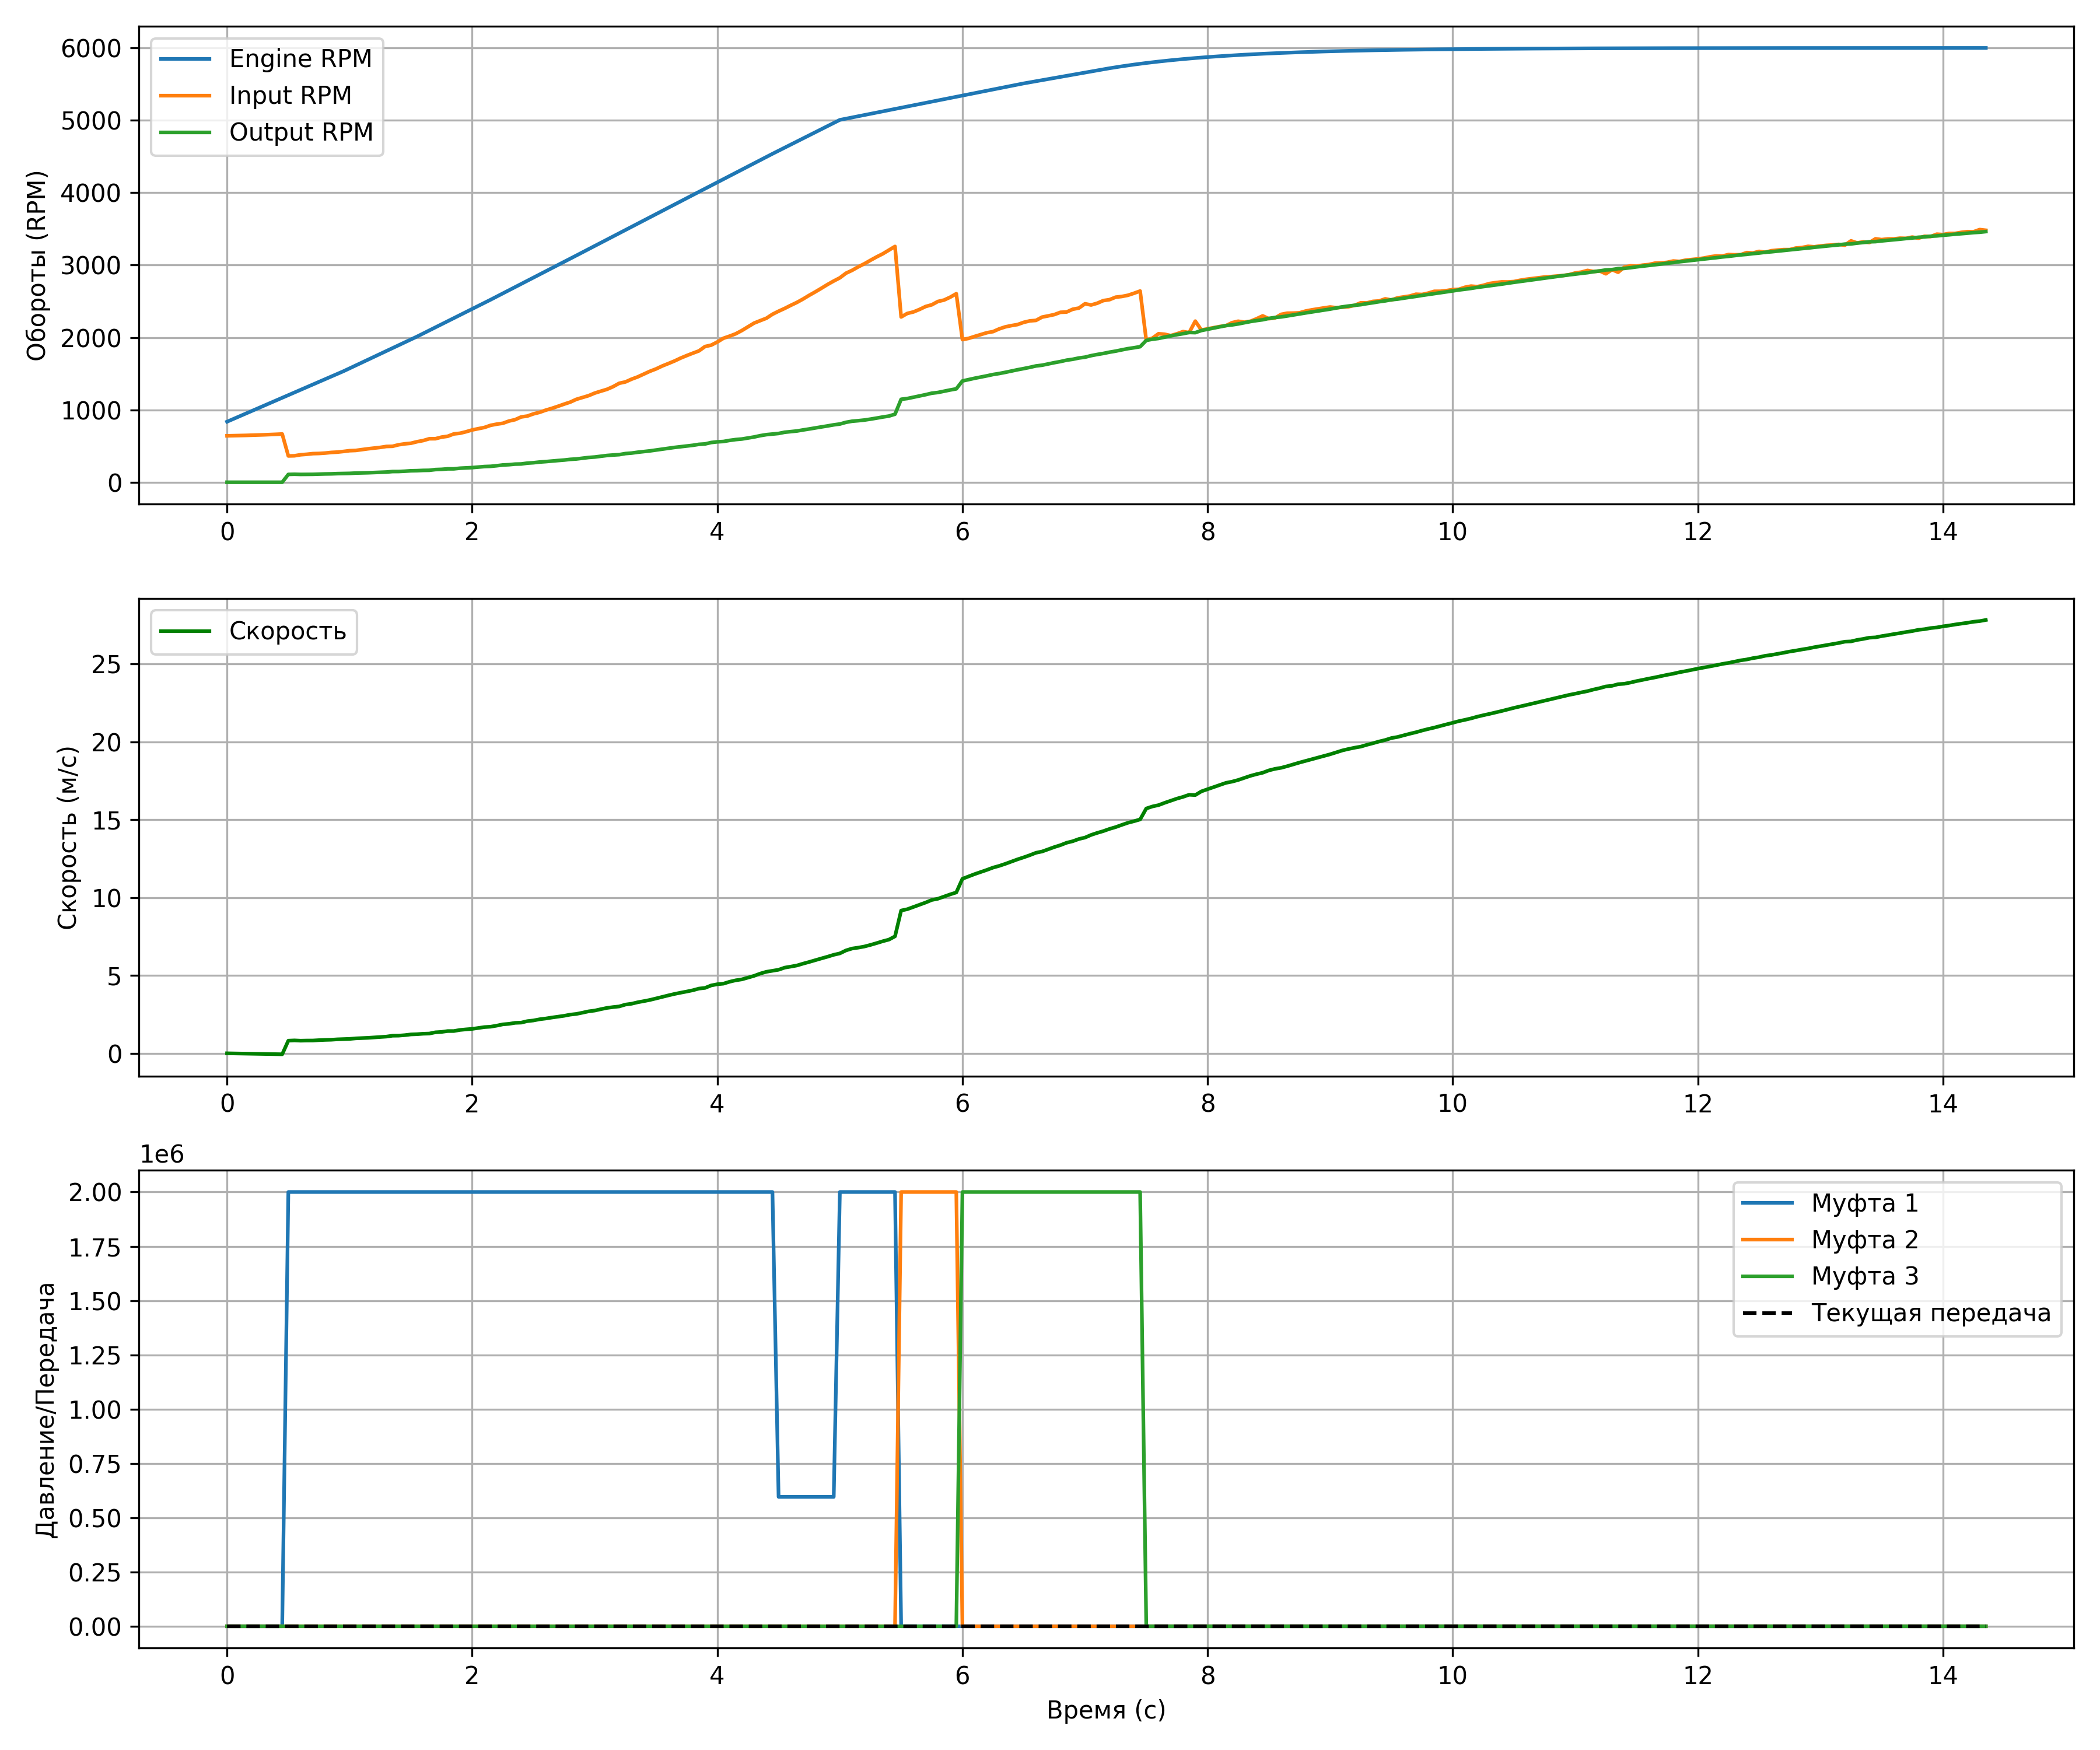 Обороты (RPM)
6000
5000
4000
3000
2000
1000
0
Engine RPM
Input RPM
Output RPM
0 2 4 6 8 10 12 14
Скорость (м/с)
25
20
15
10
5
0
Скорость
0 2 4 6 8 10 12 14
1e6
Давление/Передача
2.00
1.75
1.50
1.25
1.00
0.75
0.50
0.25
0.00
Муфта 1
Муфта 2
Муфта 3
Текущая передача
0 2 4 6 8 10 12 14
Время (с)